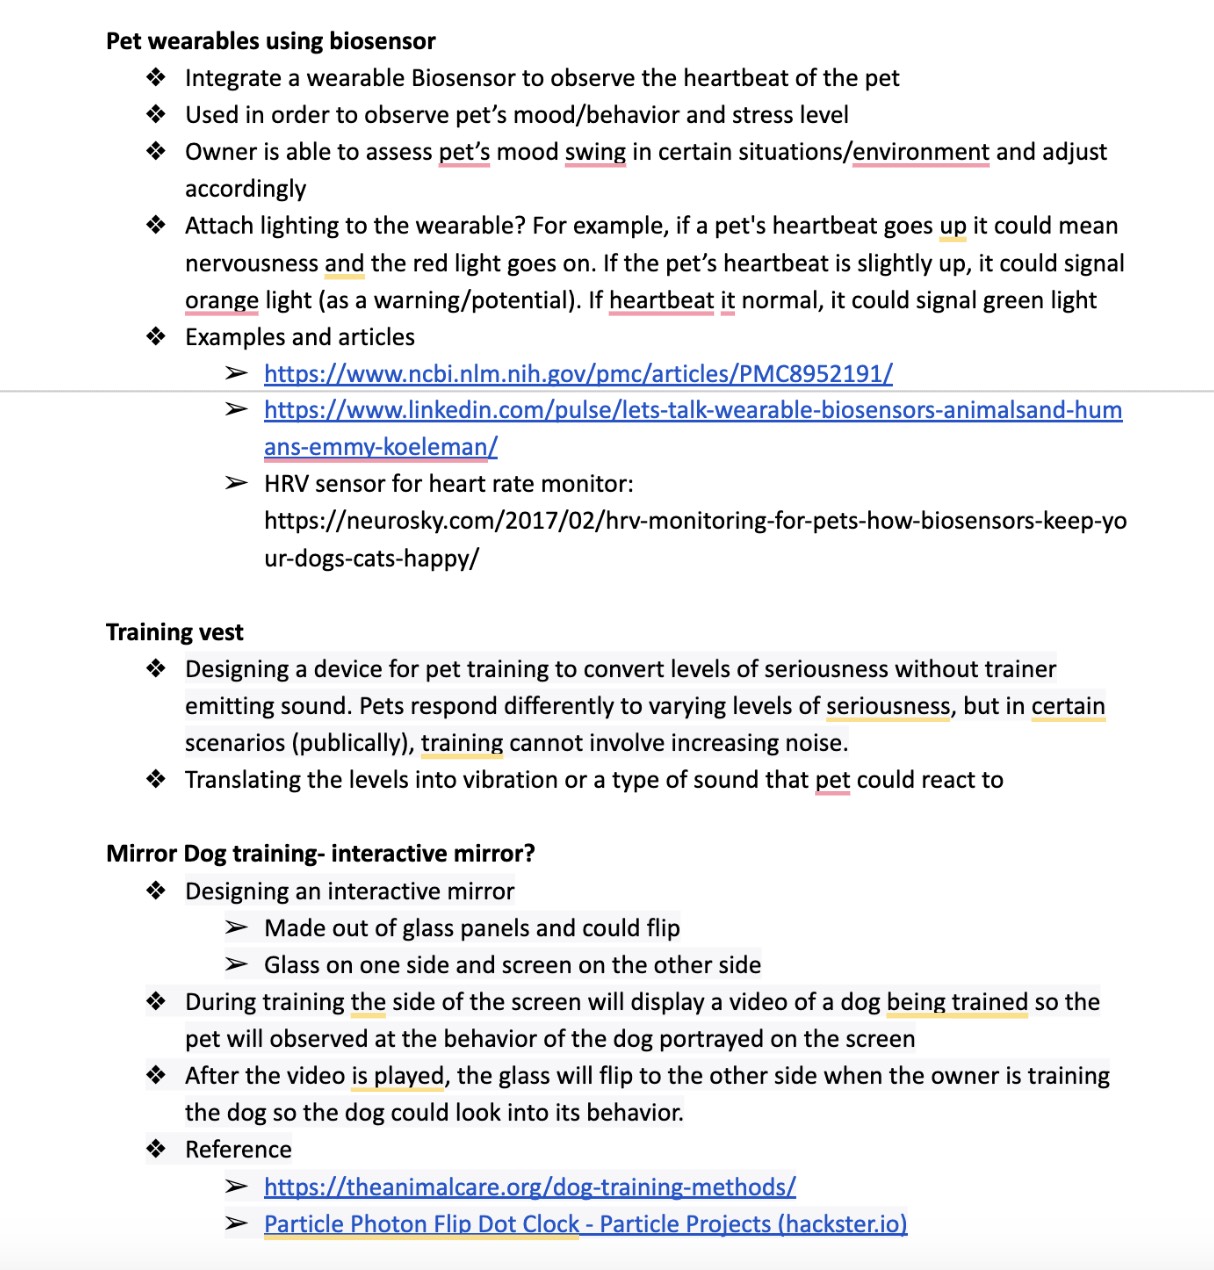 Pet wearables using biosensor
❖ Integrate a wearable Biosensor to observe the heartbeat of the pet
❖ Used in order to observe pet’s mood/behavior and stress level
❖ Owner is able to assess pet’s mood swing in certain situations/environment and adjust
accordingly
❖ Attach lighting to the wearable? For example, if a pet's heartbeat goes up it could mean
nervousness and the red light goes on. If the pet’s heartbeat is slightly up, it could signal
orange light (as a warning/potential). If heartbeat it normal, it could signal green light
❖ Examples and articles
➢ https://www.ncbi.nlm.nih.gov/pmc/articles/PMC8952191/
➢ https://www.linkedin.com/pulse/lets-talk-wearable-biosensors-animalsand-hum
ans-emmy-koeleman/
➢ HRV sensor for heart rate monitor:
https://neurosky.com/2017/02/hrv-monitoring-for-pets-how-biosensors-keep-yo
ur-dogs-cats-happy/
Training vest
❖ Designing a device for pet training to convert levels of seriousness without trainer
emitting sound. Pets respond differently to varying levels of seriousness, but in certain
scenarios (publically), training cannot involve increasing noise.
❖ Translating the levels into vibration or a type of sound that pet could react to
Mirror Dog training- interactive mirror?
❖ Designing an interactive mirror
➢ Made out of glass panels and could flip
➢ Glass on one side and screen on the other side
❖ During training the side of the screen will display a video of a dog being trained so the
pet will observed at the behavior of the dog portrayed on the screen
❖ After the video is played, the glass will flip to the other side when the owner is training
the dog so the dog could look into its behavior.
❖ Reference
➢ https://theanimalcare.org/dog-training-methods/
➢ Particle Photon Flip Dot Clock - Particle Projects (hackster.io)